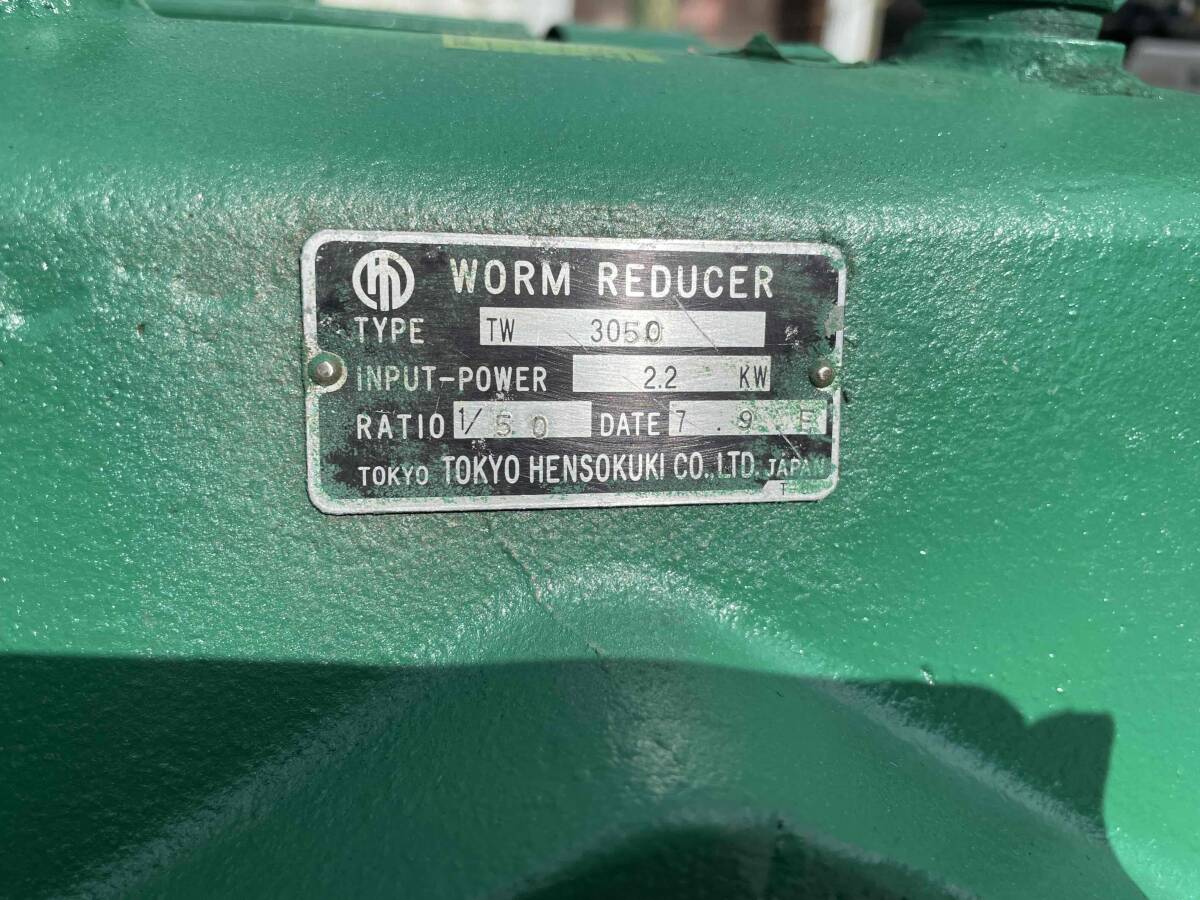 WORM REDUCER
TYPE TW 3050
INPUT-POWER 2.2 KW
RATIO 1/50 DATE 7.9 E
TOKYO TOKYO HENSOKUKI CO.,LTD. JAPAN
T